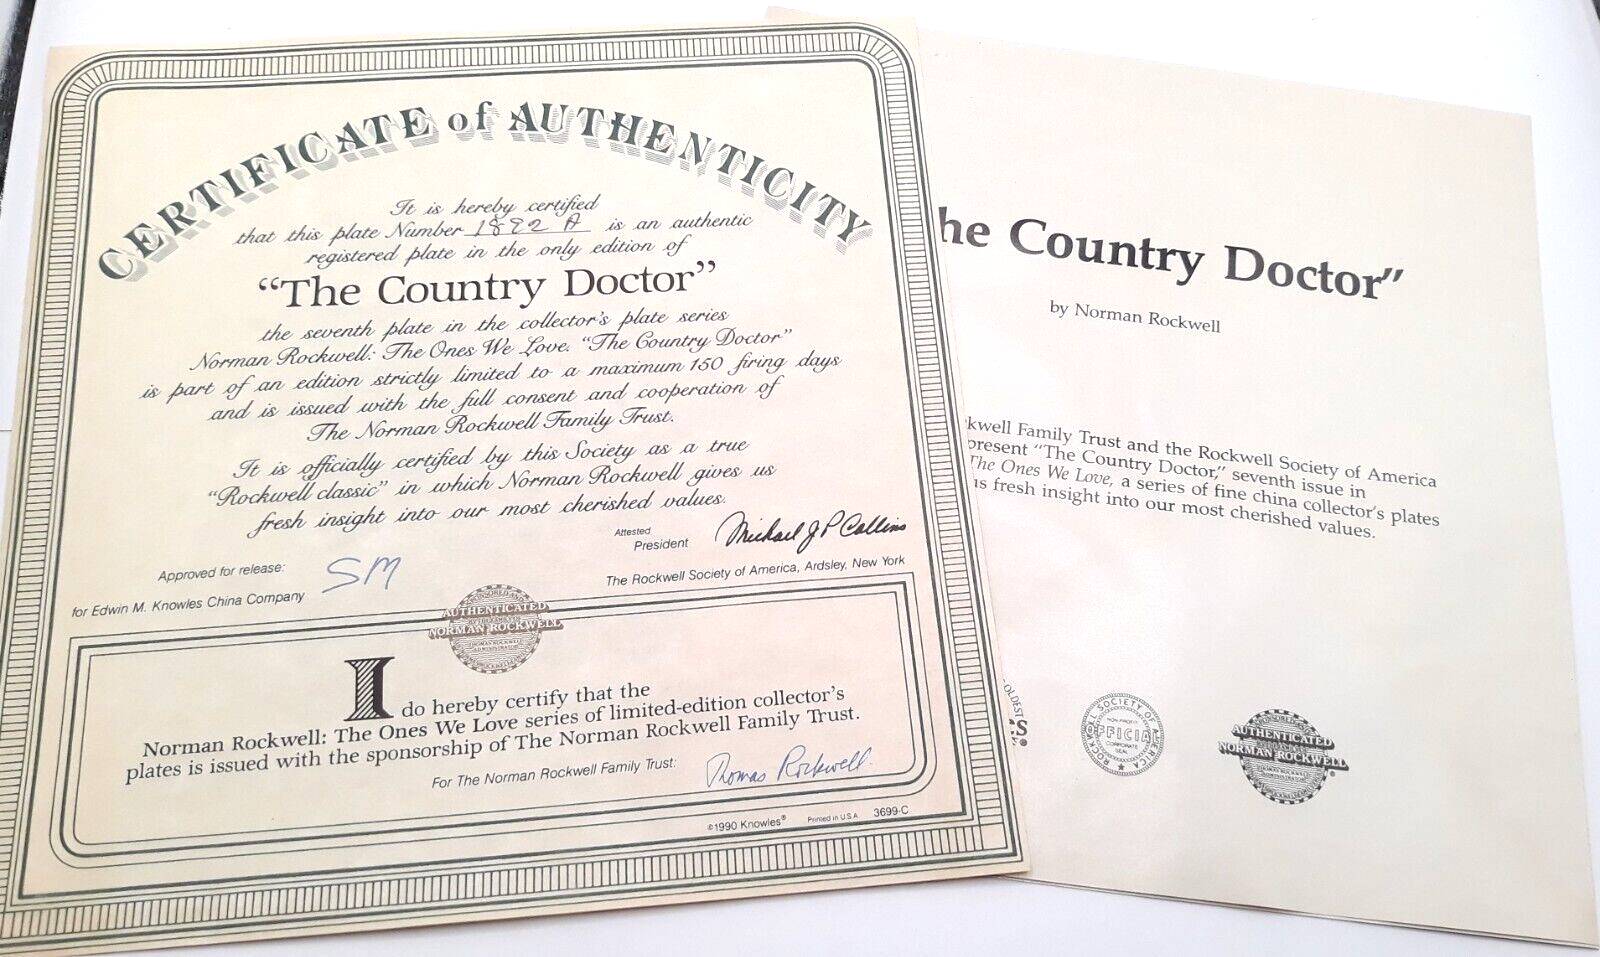 CERTIFICATE of AUTHENTICITY
It is hereby certified
that this plate Number 1892 A is an authentic
registered plate in the only edition of
“The Country Doctor”
the seventh plate in the collector's plate series
Norman Rockwell: The Ones We Love. “The Country Doctor”
is part of an edition strictly limited to a maximum 150 firing days
and is issued with the full consent and cooperation of
The Norman Rockwell Family Trust.
It is officially certified by this Society as a true
“Rockwell classic” in which Norman Rockwell gives us
fresh insight into our most cherished values.
Attested
President Michael J P Collins
The Rockwell Society of America, Ardsley, New York
Approved for release:
for Edwin M. Knowles China Company
SM
AUTHENTICATED
NORMAN ROCKWELL
I do hereby certify that the
Norman Rockwell: The Ones We Love series of limited-edition collector's
plates is issued with the sponsorship of The Norman Rockwell Family Trust.
For The Norman Rockwell Family Trust: Thomas Rockwell.
©1990 Knowles® Printed in U.S.A. 3699-C
he Country Doctor”
by Norman Rockwell
kwell Family Trust and the Rockwell Society of America
present “The Country Doctor,” seventh issue in
The Ones We Love, a series of fine china collector's plates
us fresh insight into our most cherished values.
OLDEST
CS
ROCKWELL SOCIETY OF AMERICA
NON-PROFIT
OFFICIAL
CORPORATE
SEAL
AUTHENTICATED
NORMAN ROCKWELL